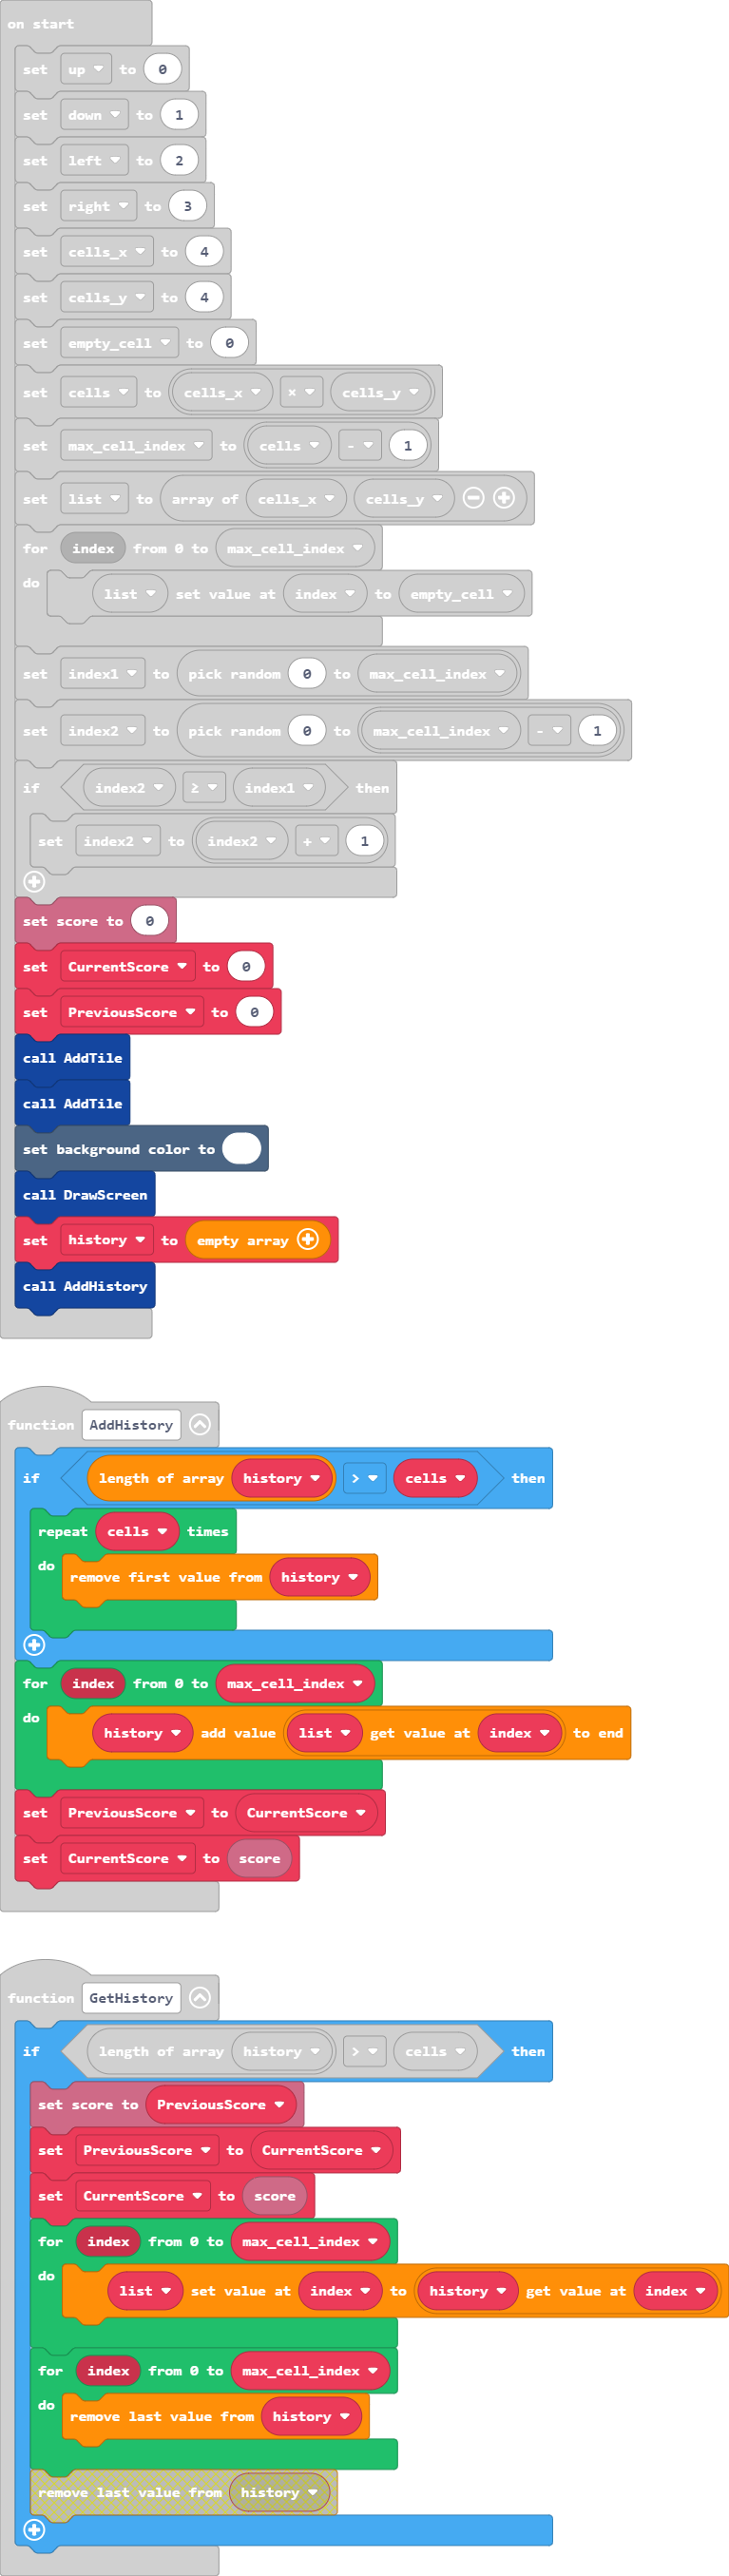 on start
set up to 0
set down to 1
set left to 2
set right to 3
set cells_x to 4
set cells_y to 4
set empty_cell to 0
set cells to cells_x × cells_y
set max_cell_index to cells - 1
set list to array of cells_x cells_y
for index from 0 to max_cell_index
do list set value at index to empty_cell
set index1 to pick random 0 to max_cell_index
set index2 to pick random 0 to max_cell_index - 1
if index2 ≥ index1 then
set index2 to index2 + 1
set score to 0
set CurrentScore to 0
set PreviousScore to 0
call AddTile
call AddTile
set background color to
call DrawScreen
set history to empty array
call AddHistory
function AddHistory
if length of array history > cells then
repeat cells times
do remove first value from history
for index from 0 to max_cell_index
do history add value list get value at index to end
set PreviousScore to CurrentScore
set CurrentScore to score
function GetHistory
if length of array history > cells then
set score to PreviousScore
set PreviousScore to CurrentScore
set CurrentScore to score
for index from 0 to max_cell_index
do list set value at index to history get value at index
for index from 0 to max_cell_index
do remove last value from history
remove last value from history